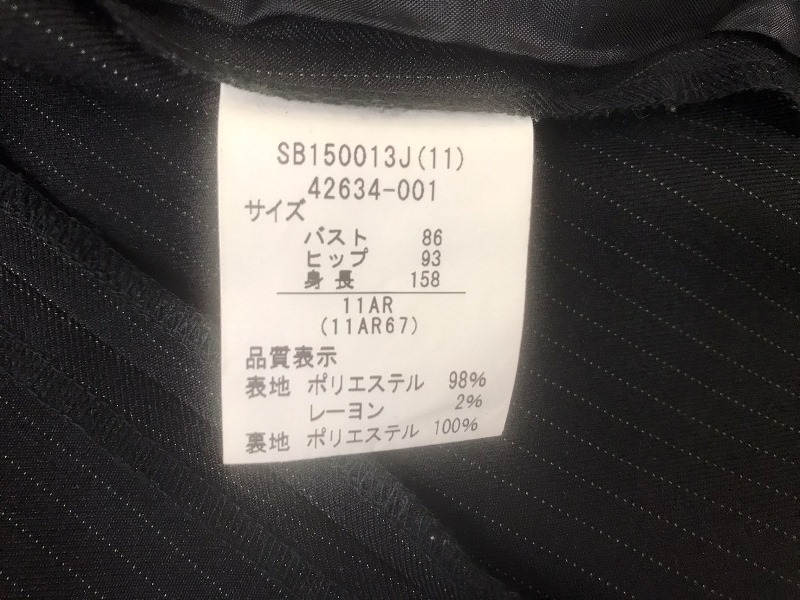 SB150013J(11)
42634-001
サイズ
バスト 86
ヒップ 93
身長 158
11AR
(11AR67)
品質表示
表地 ポリエステル 98%
レーヨン 2%
裏地 ポリエステル 100%